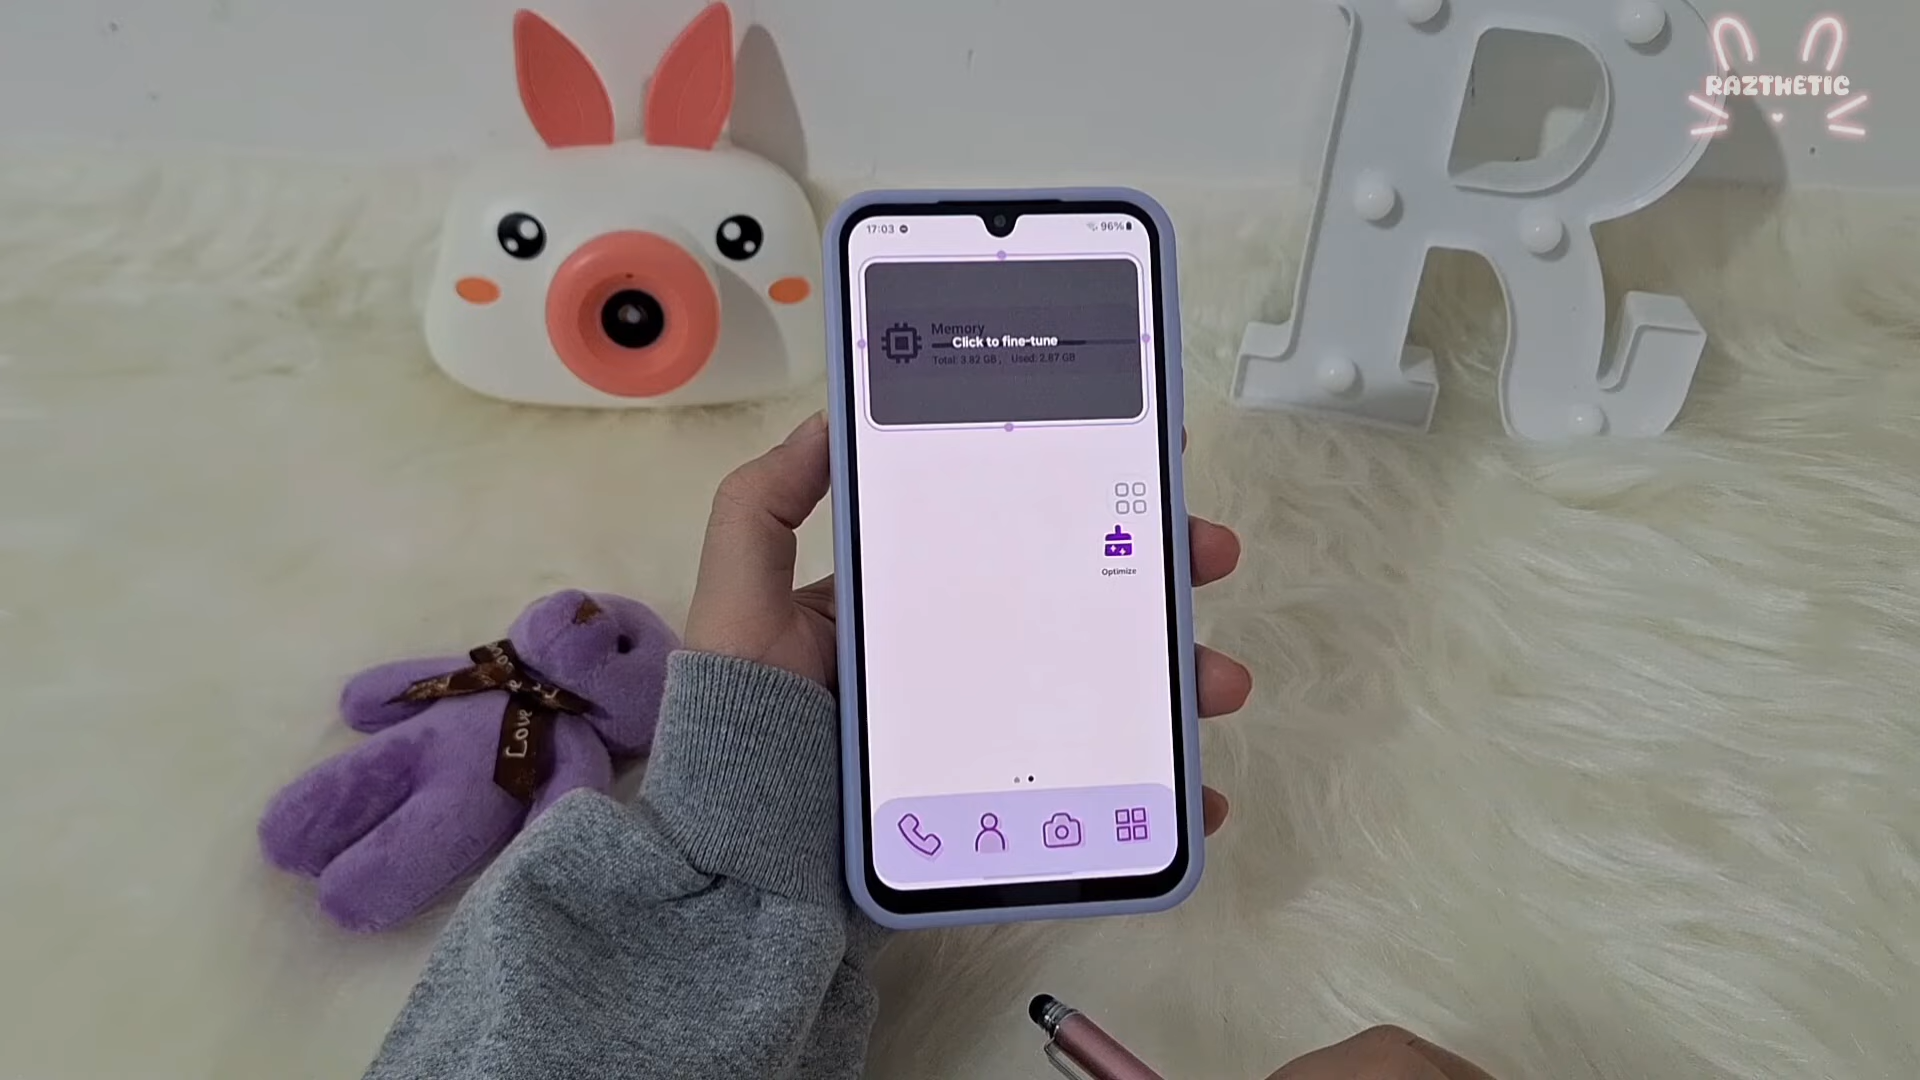 RAZTHETIC
17:03
96%
Memory
Click to fine-tune
Total: 3.82 GB , Used: 2.87 GB
Optimize
Love